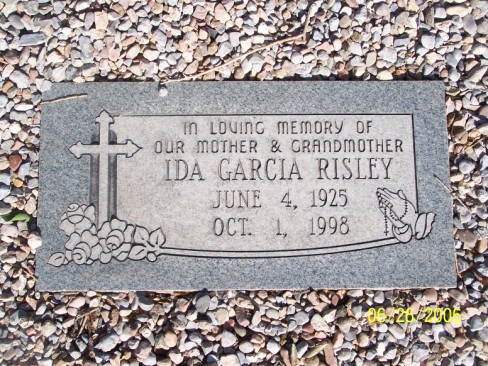 IN LOVING MEMORY OF
OUR MOTHER & GRANDMOTHER
IDA GARCIA RISLEY
JUNE 4, 1925
OCT. 1, 1998
06/26/2006